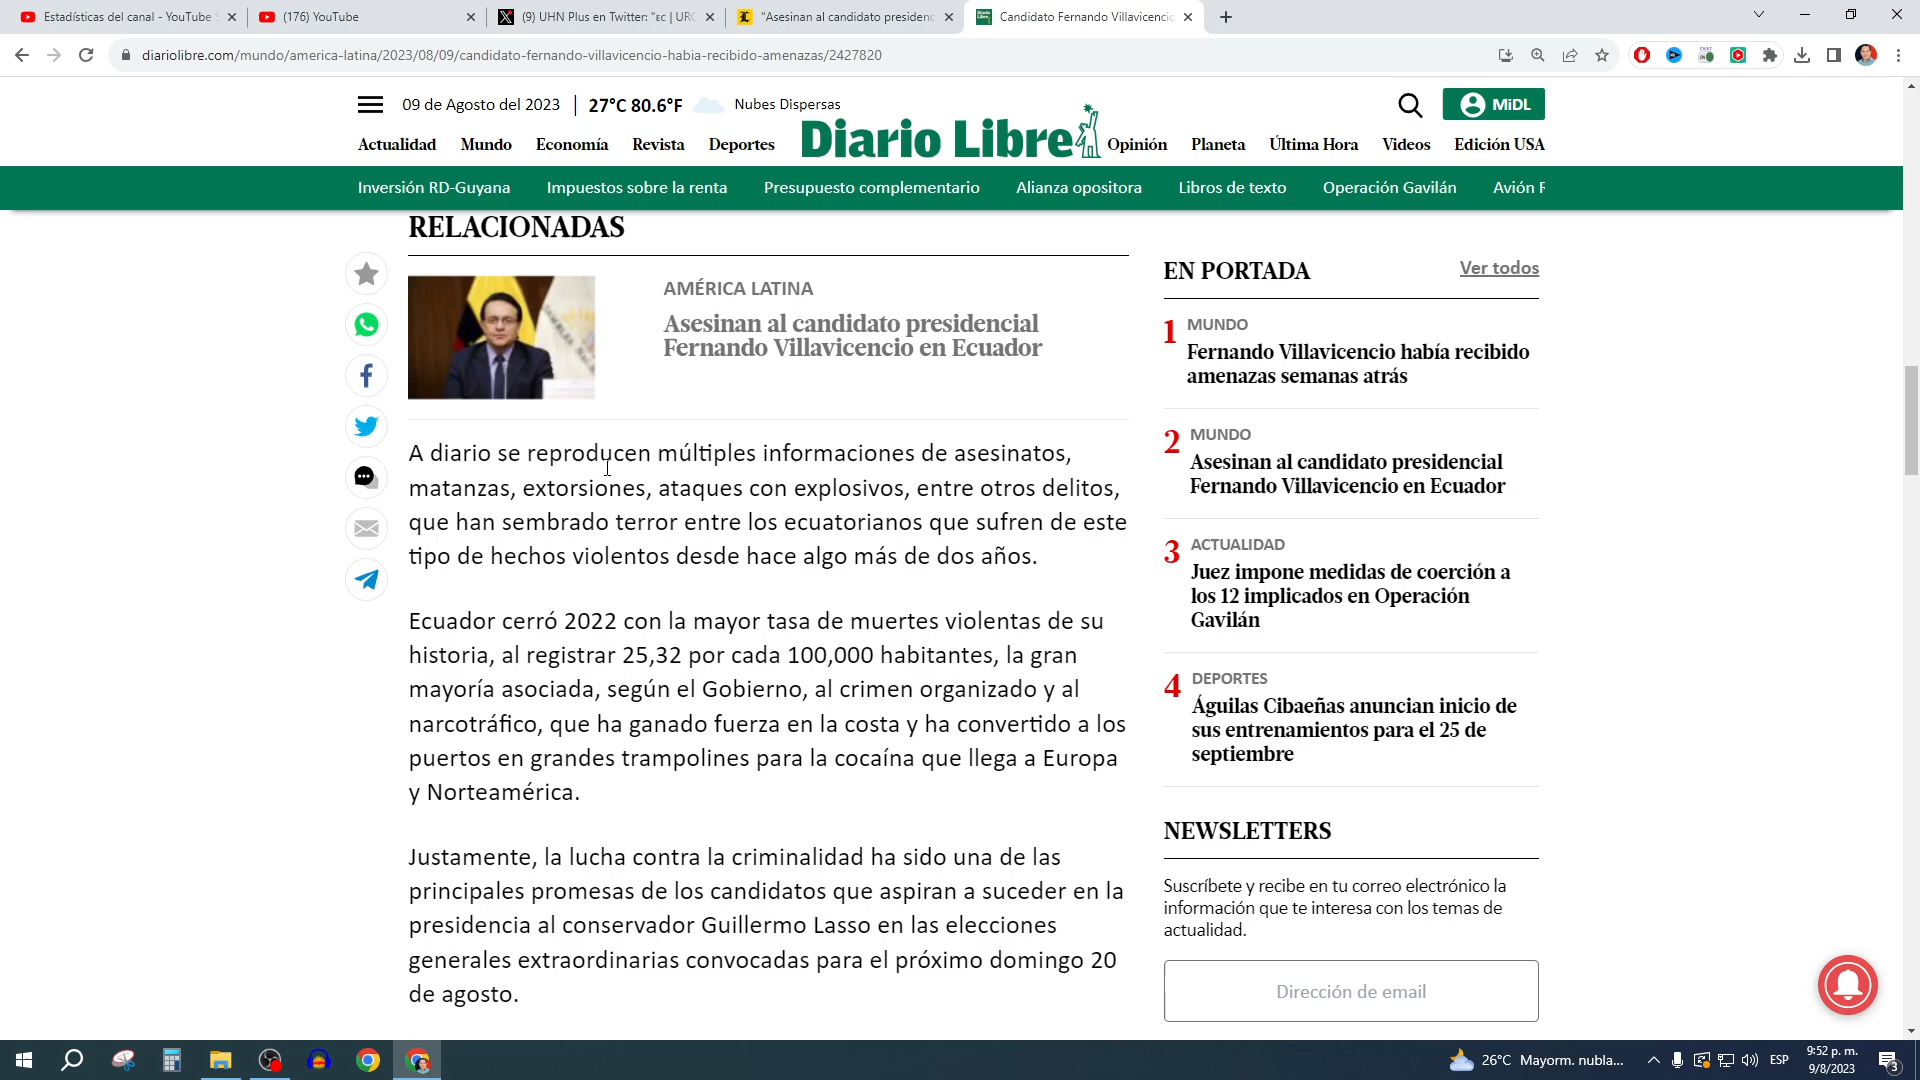 Estadísticas del canal - YouTube S
(176) YouTube
(9) UHN Plus en Twitter: "🇪🇨 | URG
"Asesinan al candidato presidenc
Candidato Fernando Villavicencio
diariolibre.com/mundo/america-latina/2023/08/09/candidato-fernando-villavicencio-habia-recibido-amenazas/2427820
09 de Agosto del 2023 | 27°C 80.6°F Nubes Dispersas
MiDL
Actualidad Mundo Economía Revista Deportes Diario Libre Opinión Planeta Última Hora Videos Edición USA
Inversión RD-Guyana Impuestos sobre la renta Presupuesto complementario Alianza opositora Libros de texto Operación Gavilán Avión F
RELACIONADAS
AMÉRICA LATINA
Asesinan al candidato presidencial
Fernando Villavicencio en Ecuador
A diario se reproducen múltiples informaciones de asesinatos,
matanzas, extorsiones, ataques con explosivos, entre otros delitos,
que han sembrado terror entre los ecuatorianos que sufren de este
tipo de hechos violentos desde hace algo más de dos años.
Ecuador cerró 2022 con la mayor tasa de muertes violentas de su
historia, al registrar 25,32 por cada 100,000 habitantes, la gran
mayoría asociada, según el Gobierno, al crimen organizado y al
narcotráfico, que ha ganado fuerza en la costa y ha convertido a los
puertos en grandes trampolines para la cocaína que llega a Europa
y Norteamérica.
Justamente, la lucha contra la criminalidad ha sido una de las
principales promesas de los candidatos que aspiran a suceder en la
presidencia al conservador Guillermo Lasso en las elecciones
generales extraordinarias convocadas para el próximo domingo 20
de agosto.
EN PORTADA
Ver todos
1 MUNDO
Fernando Villavicencio había recibido
amenazas semanas atrás
2 MUNDO
Asesinan al candidato presidencial
Fernando Villavicencio en Ecuador
3 ACTUALIDAD
Juez impone medidas de coerción a
los 12 implicados en Operación
Gavilán
4 DEPORTES
Águilas Cibaeñas anuncian inicio de
sus entrenamientos para el 25 de
septiembre
NEWSLETTERS
Suscríbete y recibe en tu correo electrónico la
información que te interesa con los temas de
actualidad.
Dirección de email
26°C Mayorm. nubla...
ESP
9:52 p. m.
9/8/2023
3